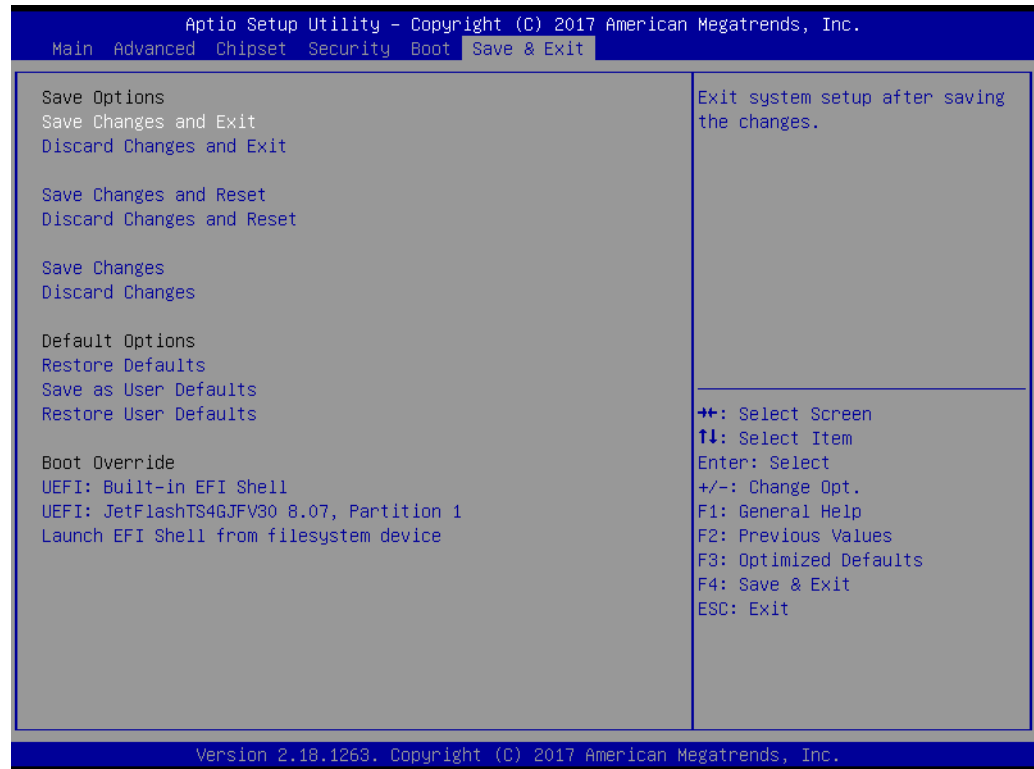 Aptio Setup Utility – Copyright (C) 2017 American Megatrends, Inc.
Main Advanced Chipset Security Boot Save & Exit
Save Options
Save Changes and Exit
Discard Changes and Exit
Save Changes and Reset
Discard Changes and Reset
Save Changes
Discard Changes
Default Options
Restore Defaults
Save as User Defaults
Restore User Defaults
Boot Override
UEFI: Built-in EFI Shell
UEFI: JetFlashTS4GJFV30 8.07, Partition 1
Launch EFI Shell from filesystem device
Exit system setup after saving
the changes.
→←: Select Screen
↑↓: Select Item
Enter: Select
+/-: Change Opt.
F1: General Help
F2: Previous Values
F3: Optimized Defaults
F4: Save & Exit
ESC: Exit
Version 2.18.1263. Copyright (C) 2017 American Megatrends, Inc.